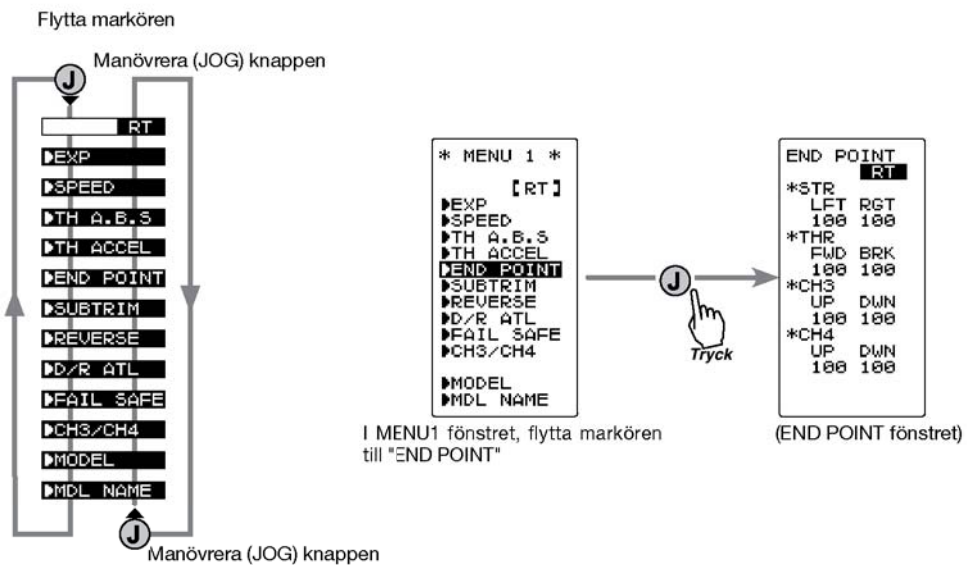 Flytta markören
Manövrera (JOG) knappen
J
RT
EXP
SPEED
TH A.B.S
TH ACCEL
END POINT
SUBTRIM
REVERSE
D/R ATL
FAIL SAFE
CH3/CH4
MODEL
MDL NAME
J
Manövrera (JOG) knappen
* MENU 1 *
[RT]
EXP
SPEED
TH A.B.S
TH ACCEL
END POINT
SUBTRIM
REVERSE
D/R ATL
FAIL SAFE
CH3/CH4
MODEL
MDL NAME
I MENU1 fönstret, flytta markören
till "END POINT"
J
Tryck
END POINT
RT
*STR
LFT RGT
100 100
*THR
FWD BRK
100 100
*CH3
UP DWN
100 100
*CH4
UP DWN
100 100
(END POINT fönstret)